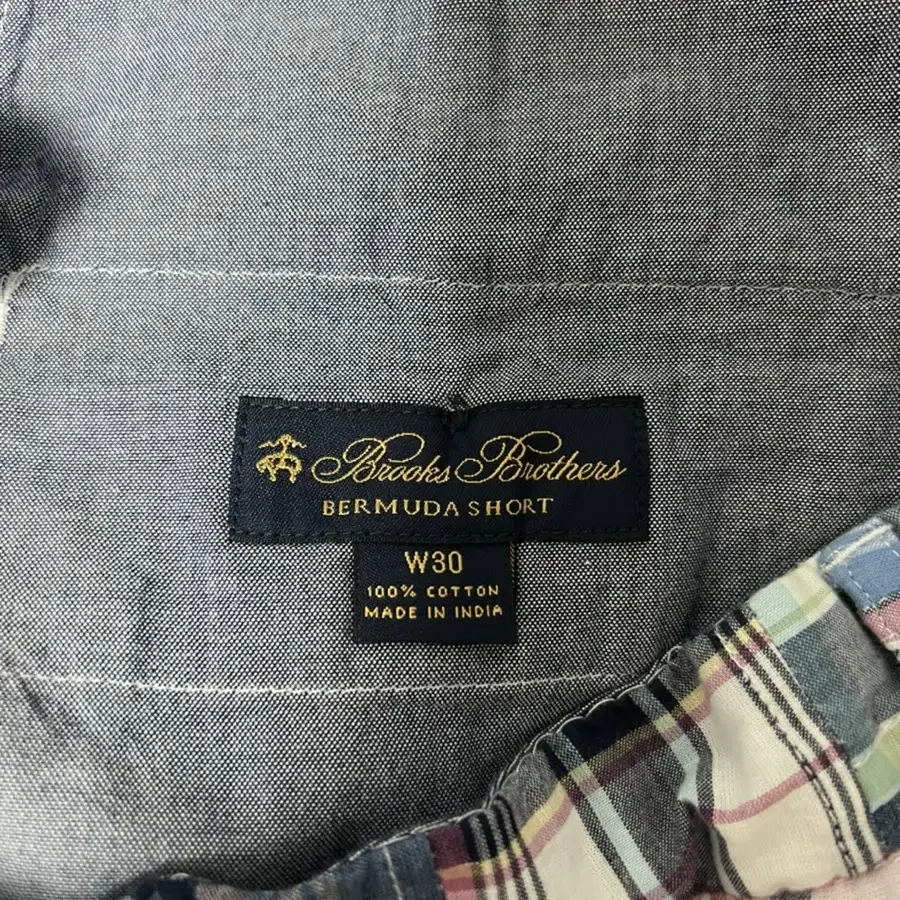 Brooks Brothers
BERMUDA SHORT
W30
100% COTTON
MADE IN INDIA